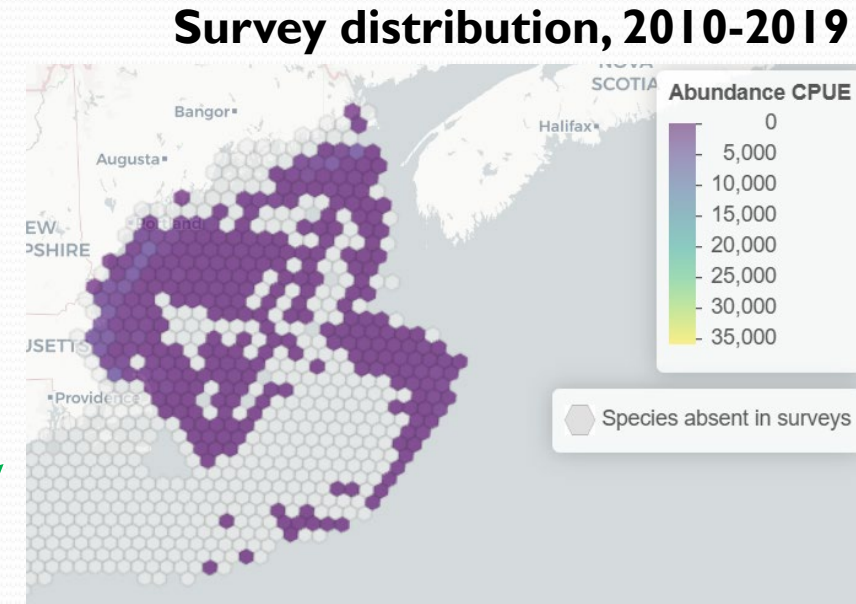 Survey distribution, 2010-2019
NOVA
SCOTIA
Abundance CPUE
0
5,000
10,000
15,000
20,000
25,000
30,000
35,000
Bangor
Halifax
Augusta
EW
PSHIRE
Portland
USETTS
Providence
Species absent in surveys